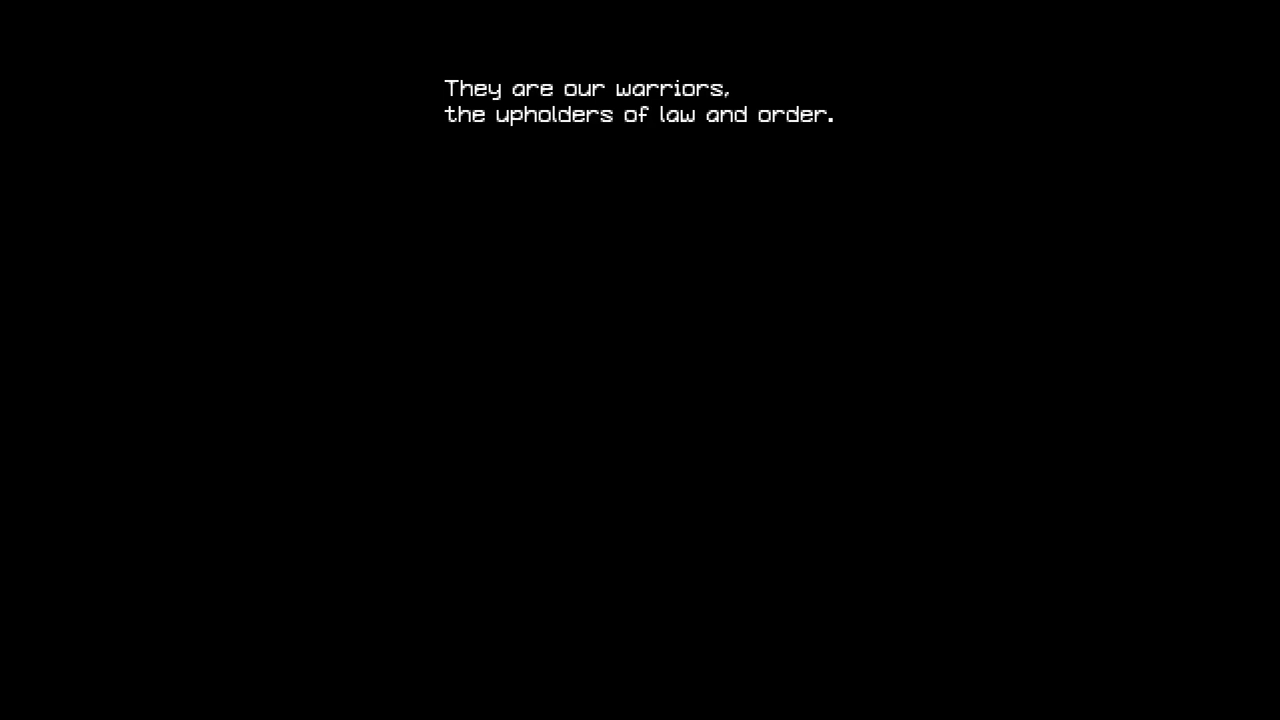 They are our warriors,
the upholders of law and order.